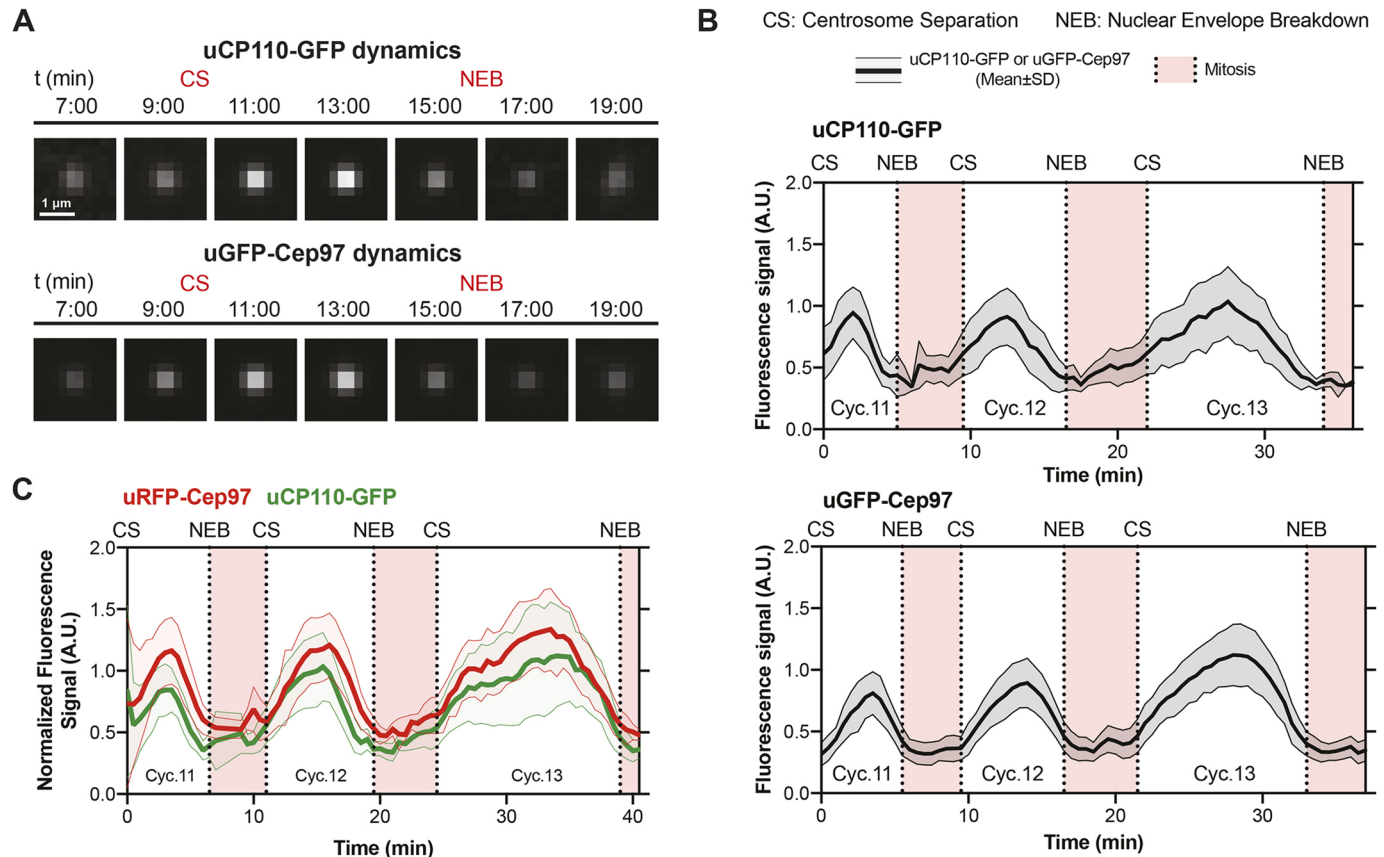 A
uCP110-GFP dynamics
t (min) CS NEB
7:00 9:00 11:00 13:00 15:00 17:00 19:00
1 µm
uGFP-Cep97 dynamics
t (min) CS NEB
7:00 9:00 11:00 13:00 15:00 17:00 19:00
B
CS: Centrosome Separation NEB: Nuclear Envelope Breakdown
uCP110-GFP or uGFP-Cep97
(Mean±SD)
Mitosis
uCP110-GFP
CS NEB CS NEB CS NEB
Fluorescence signal (A.U.)
2.0
1.5
1.0
0.5
0.0
Cyc.11 Cyc.12 Cyc.13
0 10 20 30
Time (min)
uGFP-Cep97
CS NEB CS NEB CS NEB
Fluorescence signal (A.U.)
2.0
1.5
1.0
0.5
0.0
Cyc.11 Cyc.12 Cyc.13
0 10 20 30
Time (min)
C
uRFP-Cep97 uCP110-GFP
CS NEB CS NEB CS NEB
Normalized Fluorescence
Signal (A.U.)
2.0
1.5
1.0
0.5
0.0
Cyc.11 Cyc.12 Cyc.13
0 10 20 30 40
Time (min)